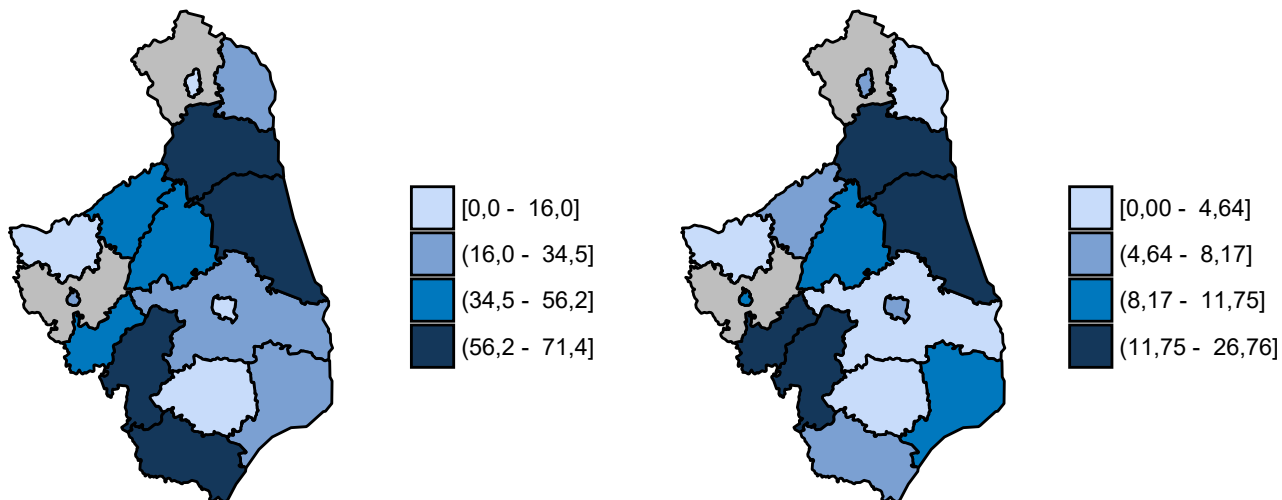 [0,0 - 16,0]
(16,0 - 34,5]
(34,5 - 56,2]
(56,2 - 71,4]
[0,00 - 4,64]
(4,64 - 8,17]
(8,17 - 11,75]
(11,75 - 26,76]